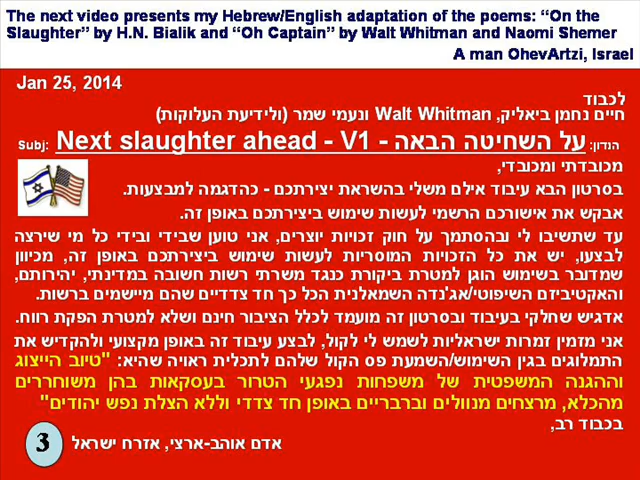 The next video presents my Hebrew/English adaptation of the poems: “On the
Slaughter” by H.N. Bialik and “Oh Captain” by Walt Whitman and Naomi Shemer
A man OhevArtzi, Israel
Jan 25, 2014
לכבוד
חיים נחמן ביאליק, Walt Whitman ונעמי שמר (ולידיעת העלוקות)
הנדון: על השחיטה הבאה - Next slaughter ahead - V1 :Subj
מכובדתי ומכובדי,
בסרטון הבא עיבוד אילם משלי בהשראת יצירתכם - כהדגמה למבצעות.
אבקש את אישורכם הרשמי לעשות שימוש ביצירתכם באופן זה.
עד שתשיבו לי ובהסתמך על חוק זכויות יוצרים, אני טוען שבידי ובידי כל מי שירצה
לבצעו, יש את כל הזכויות המוסריות לעשות שימוש ביצירתכם באופן זה, מכיוון
שמדובר בשימוש הוגן למטרת ביקורת כנגד משרתי רשות חשובה במדינתי, יהירותם,
והאקטיביזם השיפוטי/אג'נדה השמאלנית הכל כך חד צדדיים שהם מיישמים ברשות.
אדגיש שחלקי בעיבוד ובסרטון זה מועמד לכלל הציבור חינם ושלא למטרת הפקת רווח.
אני מזמין זמרות ישראליות לשמש לי לקול, לבצע עיבוד זה באופן מקצועי ולהקדיש את
התמלוגים בגין השימוש/השמעת פס הקול שלהם לתכלית ראויה שהיא: "טיוב הייצוג
וההגנה המשפטית של משפחות נפגעי הטרור בעסקאות בהן משוחררים
מהכלא, מרצחים מנוולים וברבריים באופן חד צדדי וללא הצלת נפש יהודים"
בכבוד רב,
אדם אוהב-ארצי, אזרח ישראל
3